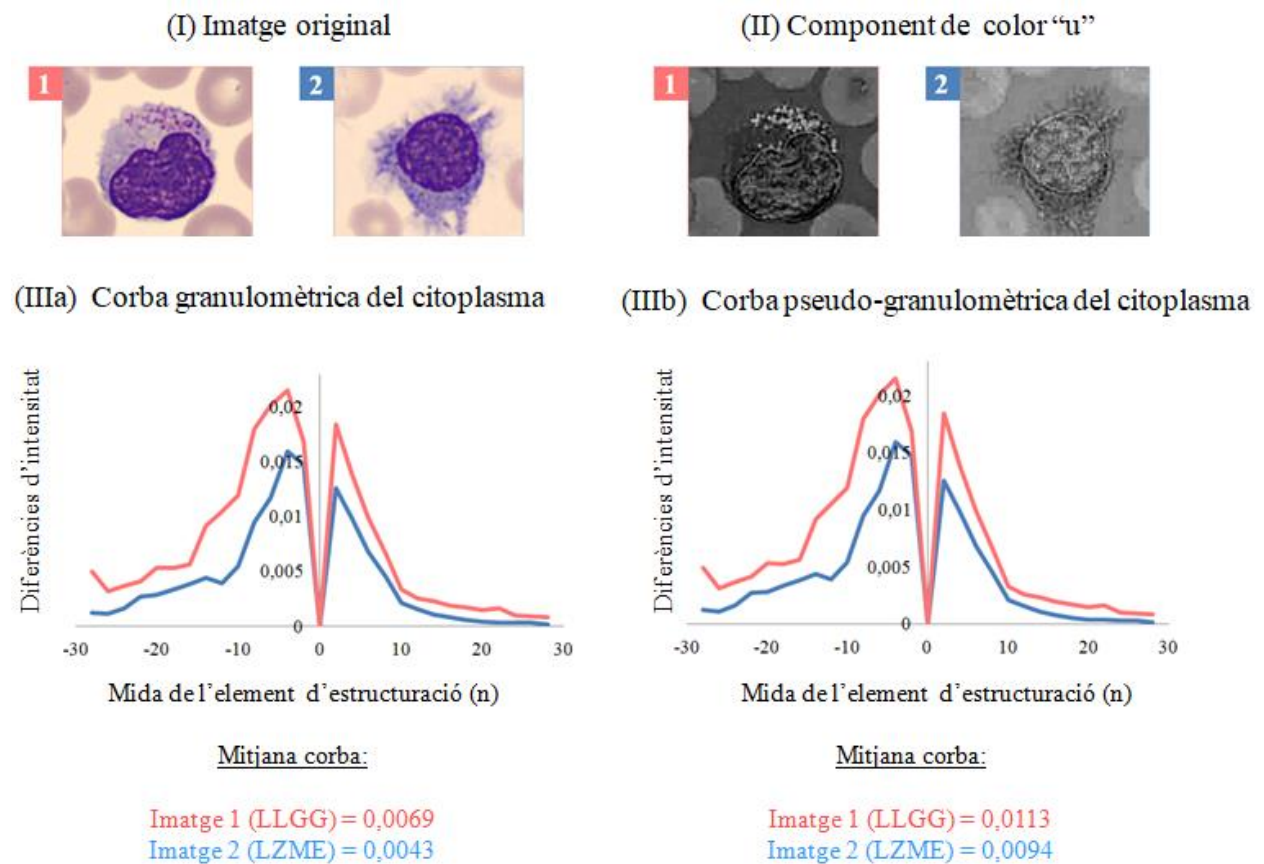 (I) Imatge original
(II) Component de color “u”
1
2
1
2
(IIIa) Corba granulomètrica del citoplasma
(IIIb) Corba pseudo-granulomètrica del citoplasma
Diferències d’intensitat
0,02
0,015
0,01
0,005
0
-30 -20 -10 0 10 20 30
Mida de l’element d’estructuració (n)
Diferències d’intensitat
0,02
0,015
0,01
0,005
0
-30 -20 -10 0 10 20 30
Mida de l’element d’estructuració (n)
Mitjana corba:
Imatge 1 (LLGG) = 0,0069
Imatge 2 (LZME) = 0,0043
Mitjana corba:
Imatge 1 (LLGG) = 0,0113
Imatge 2 (LZME) = 0,0094